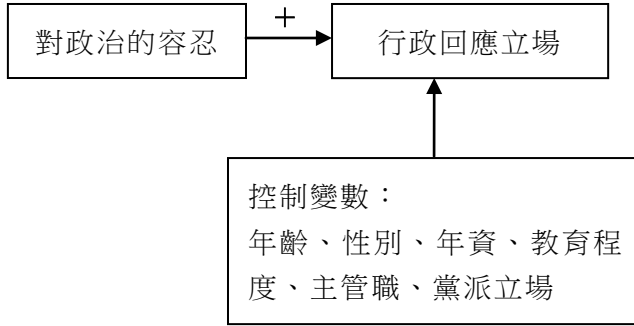 對政治的容忍
＋
行政回應立場
控制變數：
年齡、性別、年資、教育程
度、主管職、黨派立場